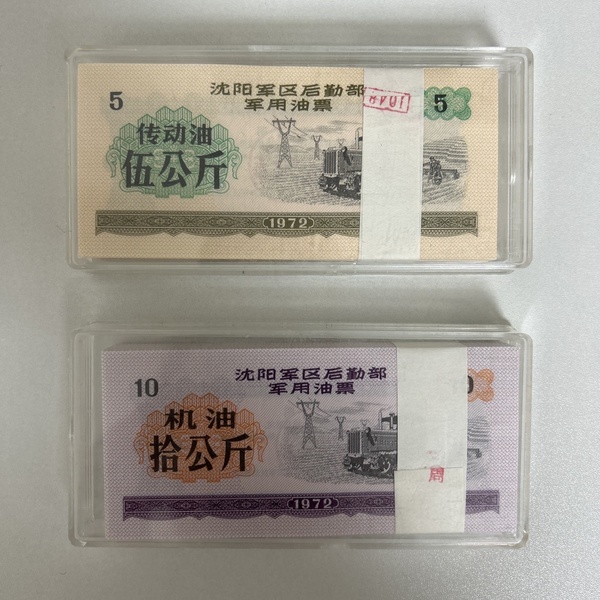 5
沈阳军区后勤部
军用油票
5
传动油
伍公斤
1972
10
沈阳军区后勤部
军用油票
机油
拾公斤
1972
周